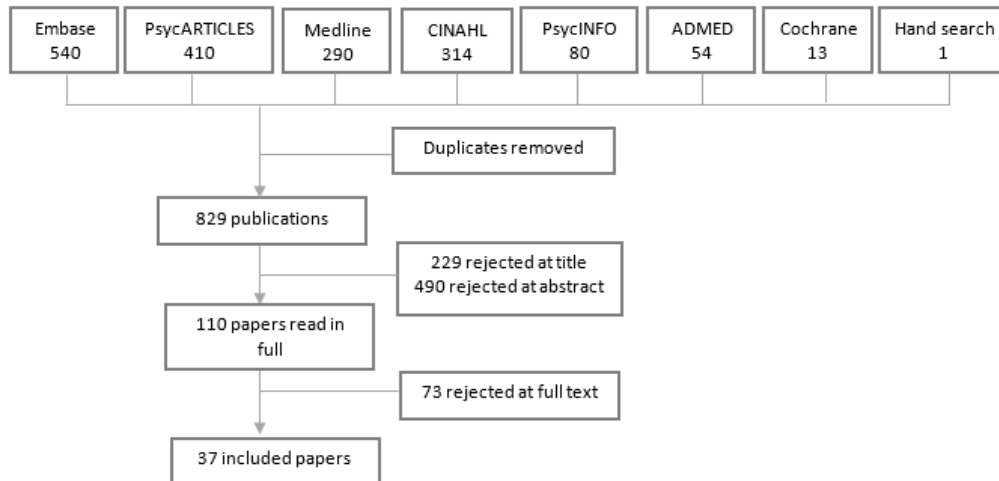 Embase
540
PsycARTICLES
410
Medline
290
CINAHL
314
PsycINFO
80
ADMED
54
Cochrane
13
Hand search
1
Duplicates removed
829 publications
229 rejected at title
490 rejected at abstract
110 papers read in
full
73 rejected at full text
37 included papers